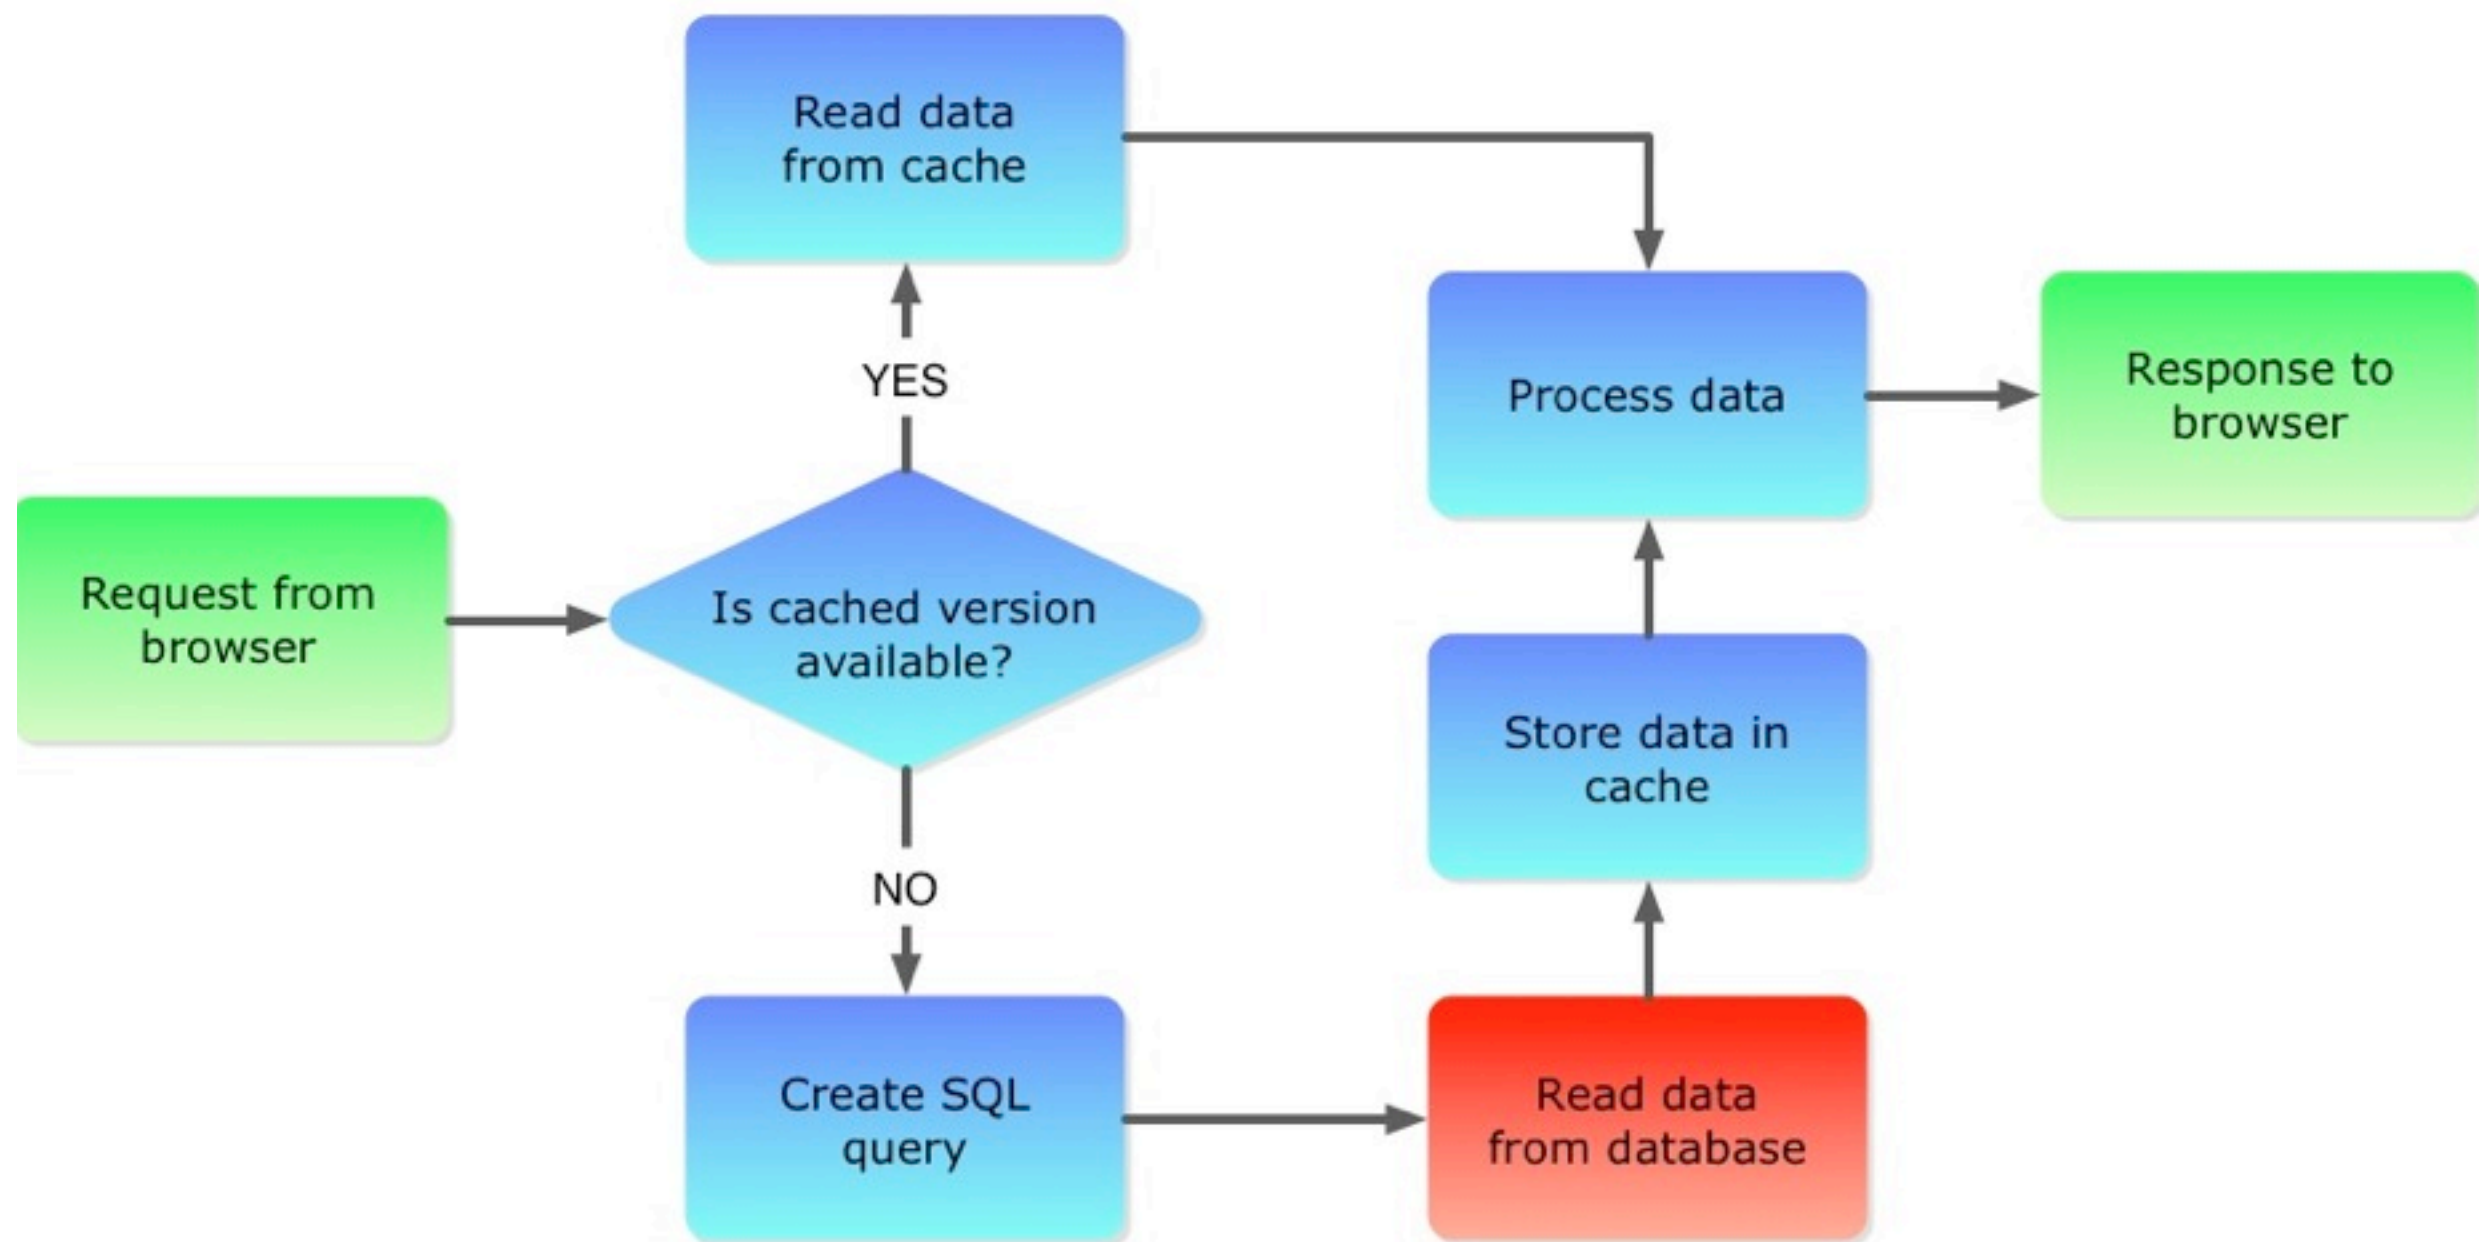 Read data
from cache
YES
Process data
Response to
browser
Request from
browser
Is cached version
available?
Store data in
cache
NO
Create SQL
query
Read data
from database